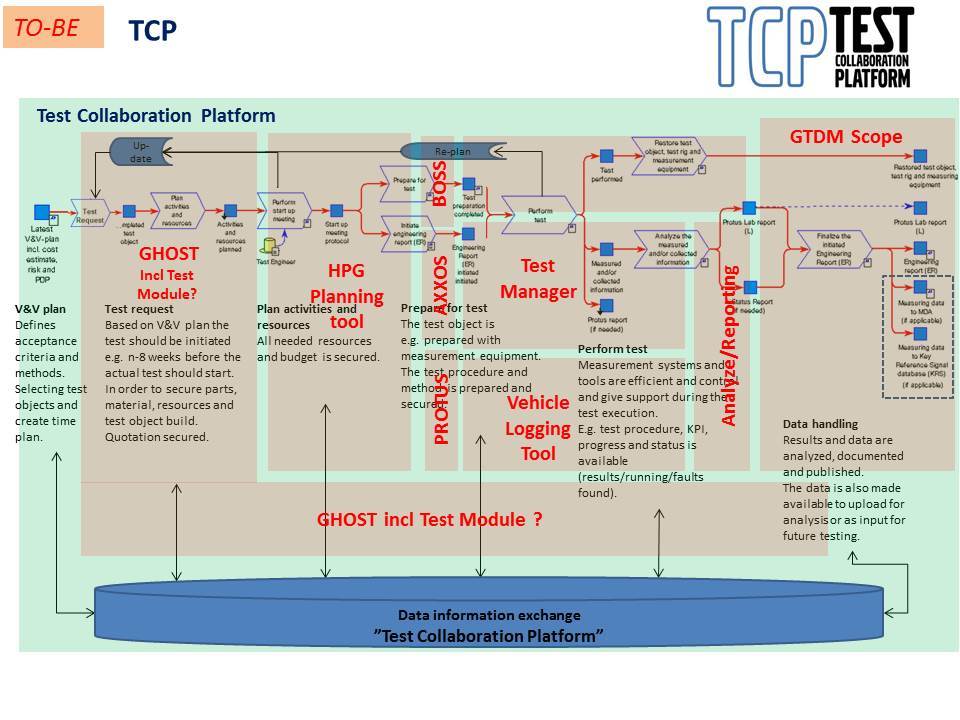 TO-BE
TCP
TCP TEST
COLLABORATION
PLATFORM
Test Collaboration Platform
Up-
date
Re-plan
GTDM Scope
Latest
V&V-plan
incl. cost
estimate,
risk and
PDP
Test
Request
object
Plan
activities
and
resources
Activities
and
resources
planned
Perform
start up
meeting
Test Engineer
Start up
meeting
protocol
Prepare for
test
Initiate
engineering
report (ER)
Test
preparation
completed
Engineering
Report
(ER)
initiated
Perform
test
Test
performed
Restore test
object, test rig and
measurement
equipment
Measured
and/or
collected
information
Protus report
(if needed)
Analyze the
measured
and/or collected
information
Protus Lab report
(L)
Status Report
(if needed)
Finalize the
initiated
Engineering
Report (ER)
Restored test object,
test rig and measuring
equipment
Protus Lab report
(L)
Engineering
report (ER)
Measuring data
to MDA
(if applicable)
Measuring data
to Key
Reference Signal
database (KRS)
(if applicable)
GHOST
Incl Test
Module?
HPG
Planning
tool
BOSS
AXXOS
PROTUS
Test
Manager
Vehicle
Logging
Tool
Analyze/Reporting
V&V plan
Defines
acceptance
criteria and
methods.
Selecting test
objects and
create time
plan.
Test request
Based on V&V plan the
test should be initiated
e.g. n-8 weeks before the
actual test should start.
In order to secure parts,
material, resources and
test object build.
Quotation secured.
Plan activities and
resources
All needed resources
and budget is secured.
Prepare for test
The test object is
e.g. prepared with
measurement equipment.
The test procedure and
method is prepared and
secured.
Perform test
Measurement systems and
tools are efficient and control
and give support during the
test execution.
E.g. test procedure, KPI,
progress and status is
available
(results/running/faults
found).
Data handling
Results and data are
analyzed, documented
and published.
The data is also made
available to upload for
analysis or as input for
future testing.
GHOST incl Test Module ?
Data information exchange
”Test Collaboration Platform”